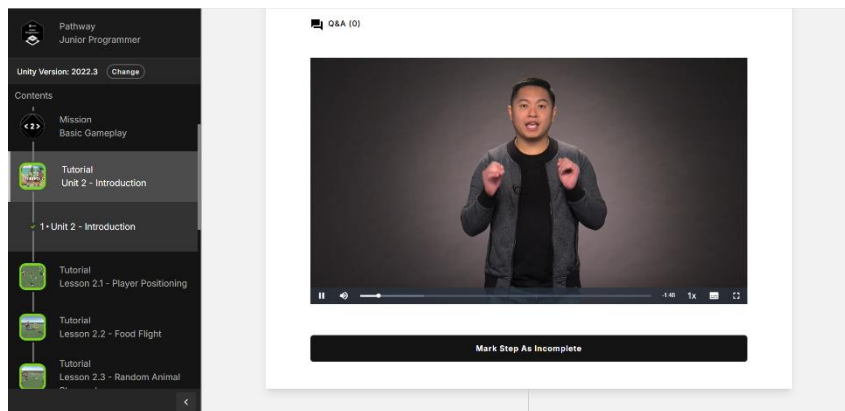 Pathway
Junior Programmer
Unity Version: 2022.3 Change
Contents
<2>
Mission
Basic Gameplay
Tutorial
Unit 2 - Introduction
1 • Unit 2 - Introduction
Tutorial
Lesson 2.1 - Player Positioning
Tutorial
Lesson 2.2 - Food Flight
Tutorial
Lesson 2.3 - Random Animal
Q&A (0)
-1:48 1x
Mark Step As Incomplete